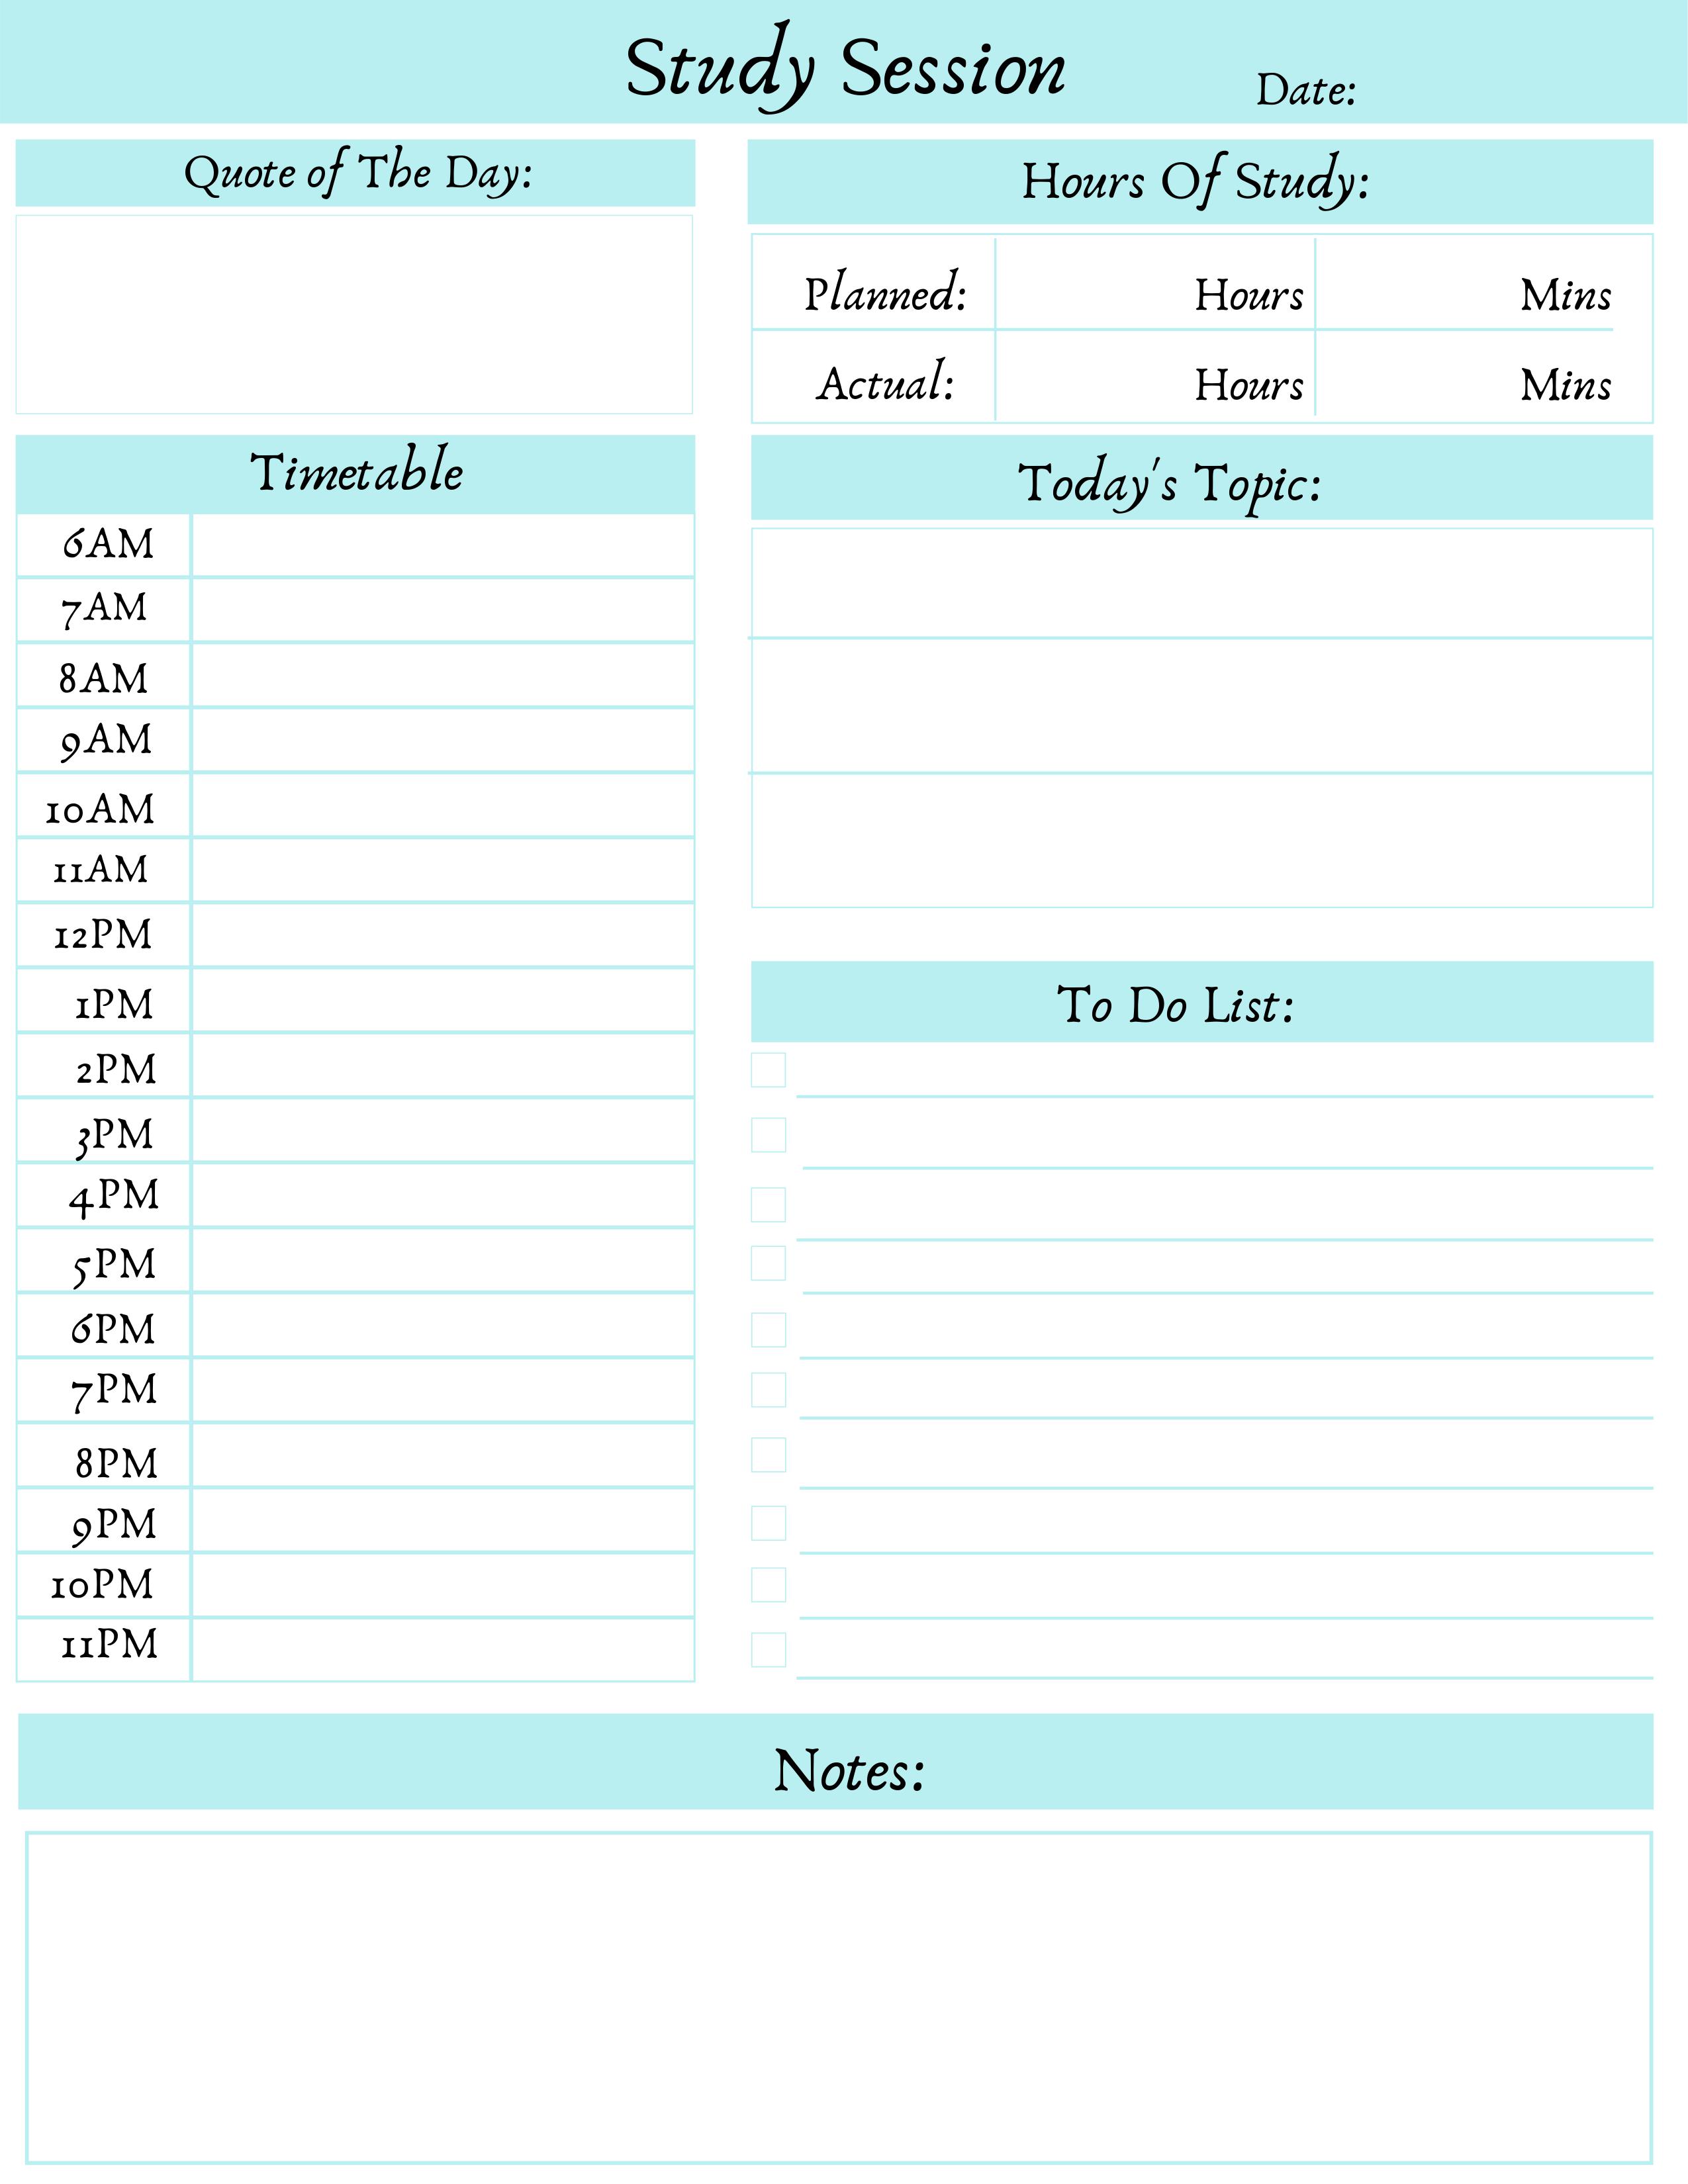 Study Session
Date:
Quote of The Day:
Hours Of Study:
Planned:
Hours
Mins
Actual:
Hours
Mins
Timetable
6AM
7AM
8AM
9AM
10AM
11AM
12PM
1PM
2PM
3PM
4PM
5PM
6PM
7PM
8PM
9PM
10PM
11PM
Today's Topic:
To Do List:
Notes: